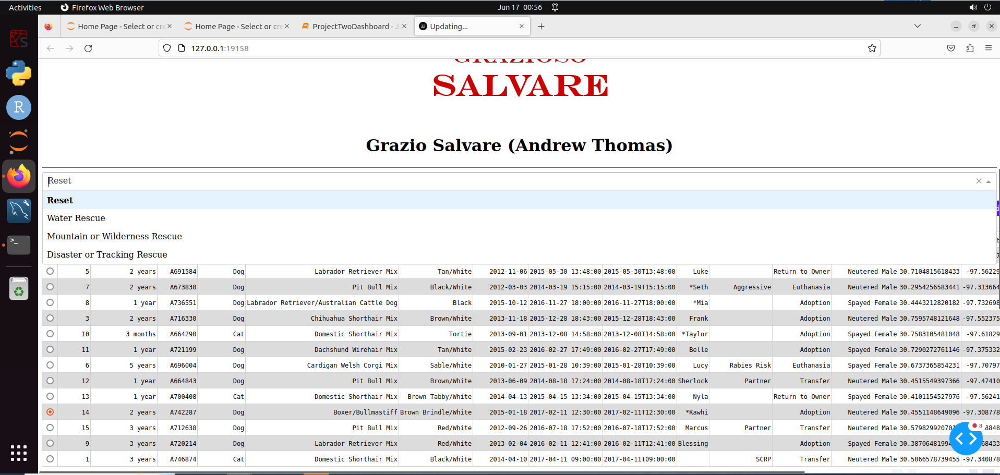 Activities Firefox Web Browser Jun 17 00:56
Home Page - Select or cre Home Page - Select or cre ProjectTwoDashboard - J Updating...
127.0.0.1:19158
GRAZIOSO
SALVARE
Grazio Salvare (Andrew Thomas)
Reset
Reset
Water Rescue
Mountain or Wilderness Rescue
Disaster or Tracking Rescue
5 2 years A691584 Dog Labrador Retriever Mix Tan/White 2012-11-06 2015-05-30 13:48:00 2015-05-30T13:48:00 Luke Return to Owner Neutered Male 30.7104815618433 -97.56229
7 2 years A673830 Dog Pit Bull Mix Black/White 2012-03-03 2014-03-19 15:15:00 2014-03-19T15:15:00 *Seth Aggressive Euthanasia Neutered Male 30.2954256583441 -97.313664
8 1 year A736551 Dog Labrador Retriever/Australian Cattle Dog Black 2015-10-12 2016-11-27 18:00:00 2016-11-27T18:00:00 *Mia Adoption Spayed Female 30.4443212820182 -97.732698
3 2 years A716330 Dog Chihuahua Shorthair Mix Brown/White 2013-11-18 2015-12-28 18:43:00 2015-12-28T18:43:00 Frank Adoption Neutered Male 30.7595748121648 -97.552375
10 3 months A664290 Cat Domestic Shorthair Mix Tortie 2013-09-01 2013-12-08 14:58:00 2013-12-08T14:58:00 *Taylor Adoption Spayed Female 30.7583105481048 -97.61829
11 1 year A721199 Dog Dachshund Wirehair Mix Tan/White 2015-02-23 2016-02-27 17:49:00 2016-02-27T17:49:00 Belle Adoption Spayed Female 30.7290272761146 -97.375332
6 5 years A696004 Dog Cardigan Welsh Corgi Mix Sable/White 2010-01-27 2015-01-28 10:39:00 2015-01-28T10:39:00 Lucy Rabies Risk Euthanasia Spayed Female 30.6737365854231 -97.70797
12 1 year A664843 Dog Pit Bull Mix Brown/White 2013-06-09 2014-08-18 17:24:00 2014-08-18T17:24:00 Sherlock Partner Transfer Neutered Male 30.4515549397366 -97.47410
13 1 year A700408 Cat Domestic Shorthair Mix Brown Tabby/White 2014-04-13 2015-04-15 13:34:00 2015-04-15T13:34:00 Nyla Return to Owner Spayed Female 30.4101154527976 -97.56241
14 2 years A742287 Dog Boxer/Bullmastiff Brown Brindle/White 2015-01-18 2017-02-11 12:30:00 2017-02-11T12:30:00 *Kawhi Adoption Neutered Male 30.4551148649096 -97.308778
15 3 years A712638 Dog Pit Bull Mix Red/White 2012-09-26 2016-07-18 17:52:00 2016-07-18T17:52:00 Marcus Partner Transfer Neutered Male 8
9 3 years A720214 Dog Labrador Retriever Mix Red/White 2013-02-04 2016-02-11 12:41:00 2016-02-11T12:41:00 Blessing Adoption Spayed Female
1 3 years A746874 Cat Domestic Shorthair Mix Black/White 2014-04-10 2017-04-11 09:00:00 2017-04-11T09:00:00 SCRP Transfer Neutered Male 30.5066578739455 -97.340878